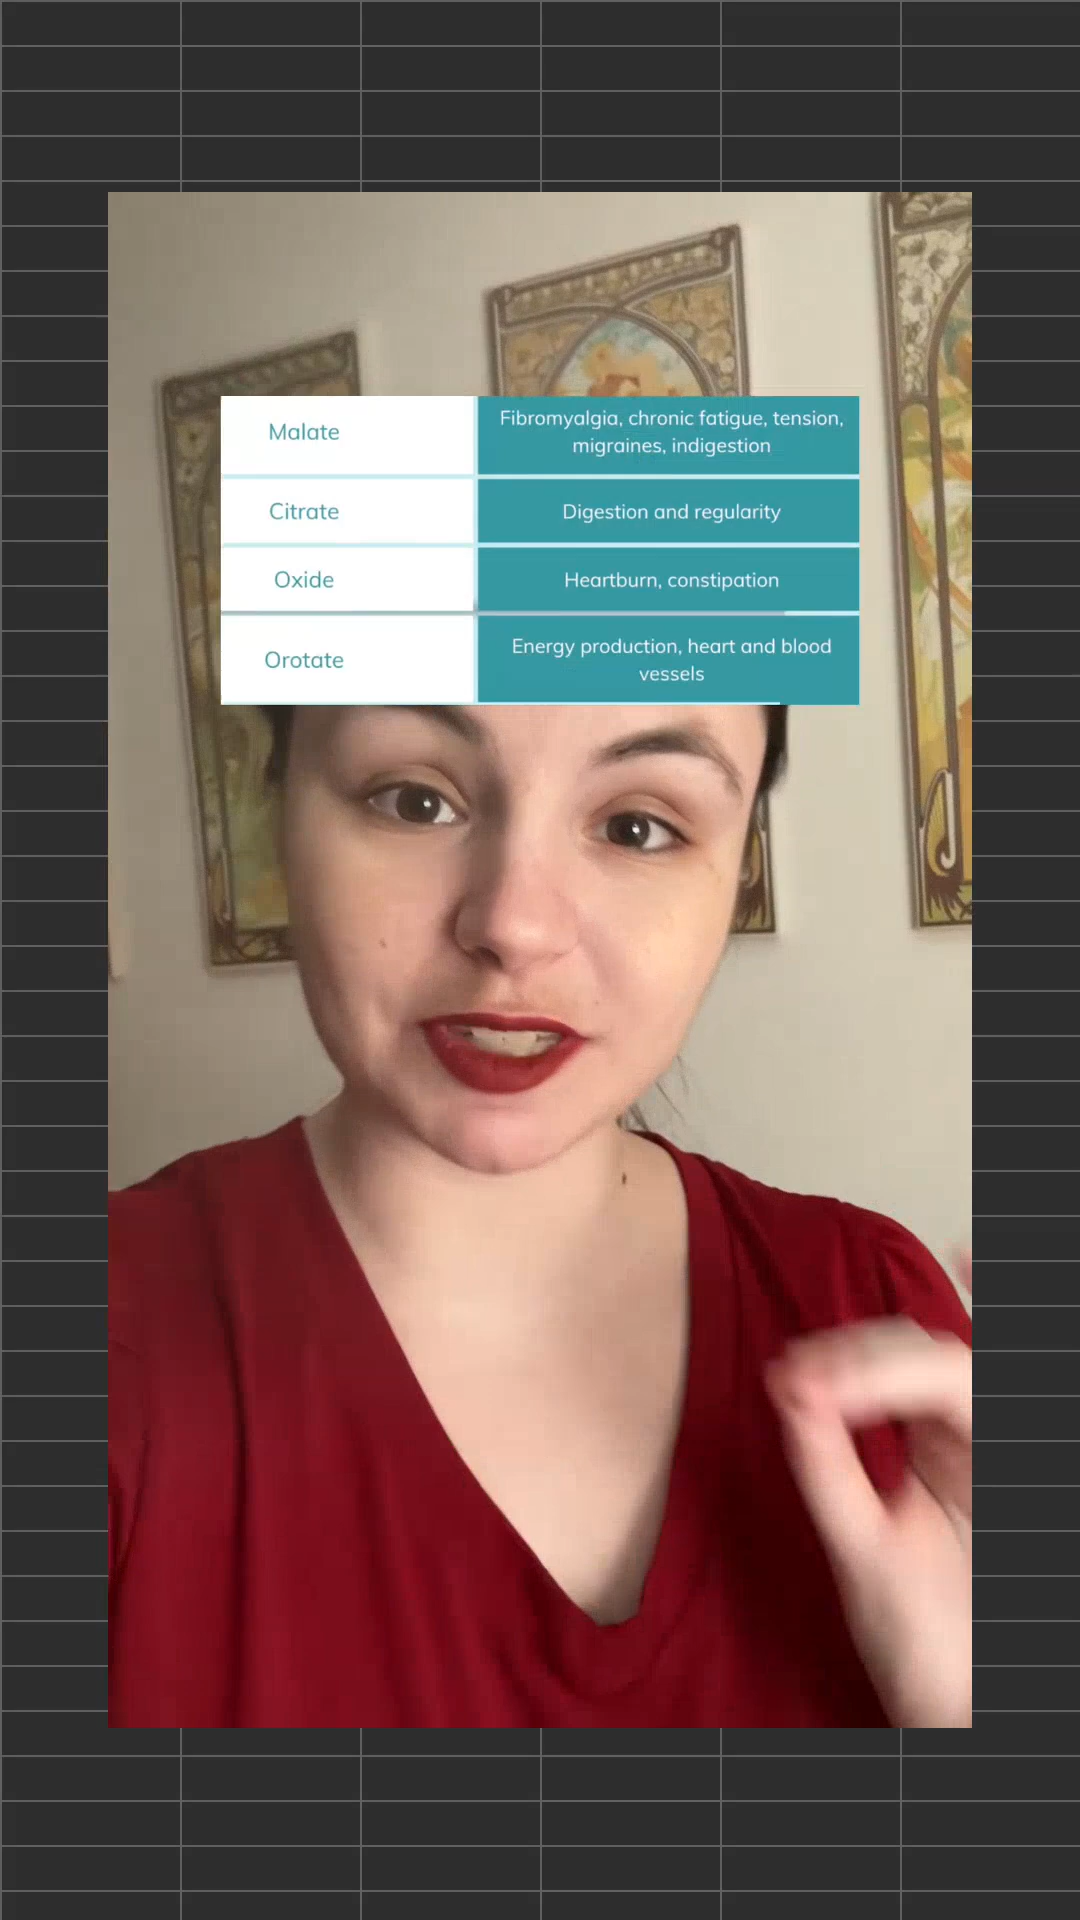 Malate
Fibromyalgia, chronic fatigue, tension,
migraines, indigestion
Citrate
Digestion and regularity
Oxide
Heartburn, constipation
Orotate
Energy production, heart and blood
vessels